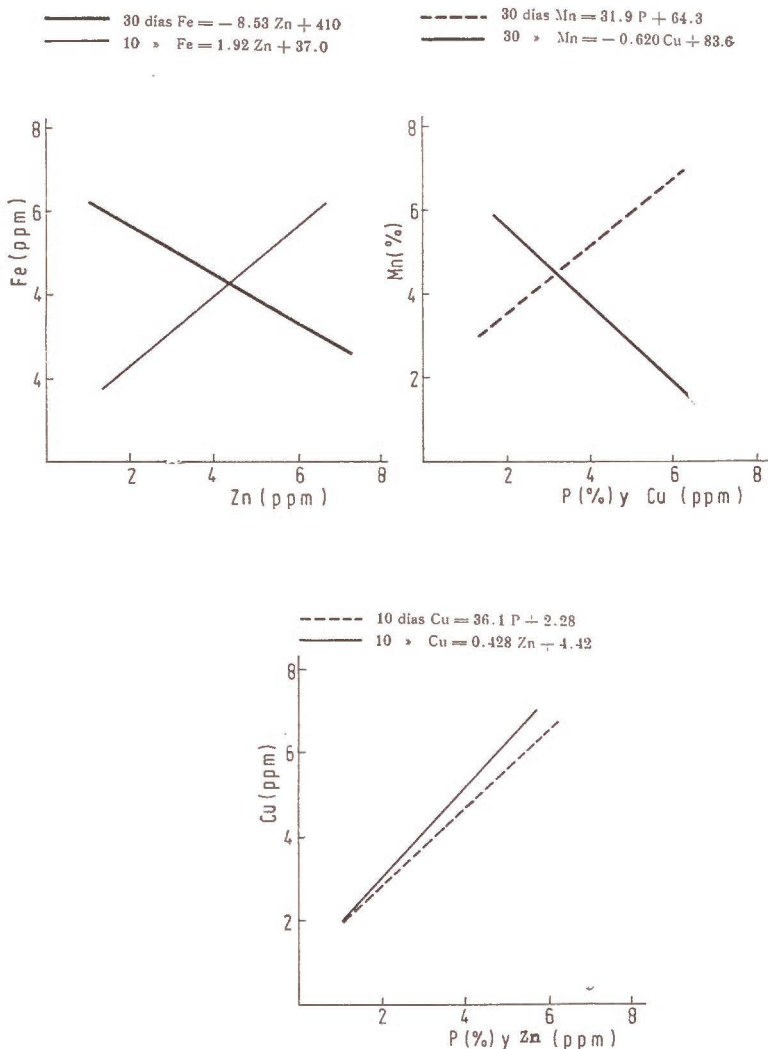 30 días Fe = − 8.53 Zn + 410
10 » Fe = 1.92 Zn + 37.0
30 días Mn = 31.9 P + 64.3
30 » Mn = − 0.620 Cu + 83.6
8
6
4
4
Fe (ppm)
2 4 6 8
Zn (ppm)
8
6
4
2
Mn (%)
2 4 6 8
P (%) y Cu (ppm)
10 días Cu = 36.1 P + 2.28
10 » Cu = 0.428 Zn 4.42
8
6
4
2
Cu (ppm)
2 4 6 8
P (%) y Zn (ppm)